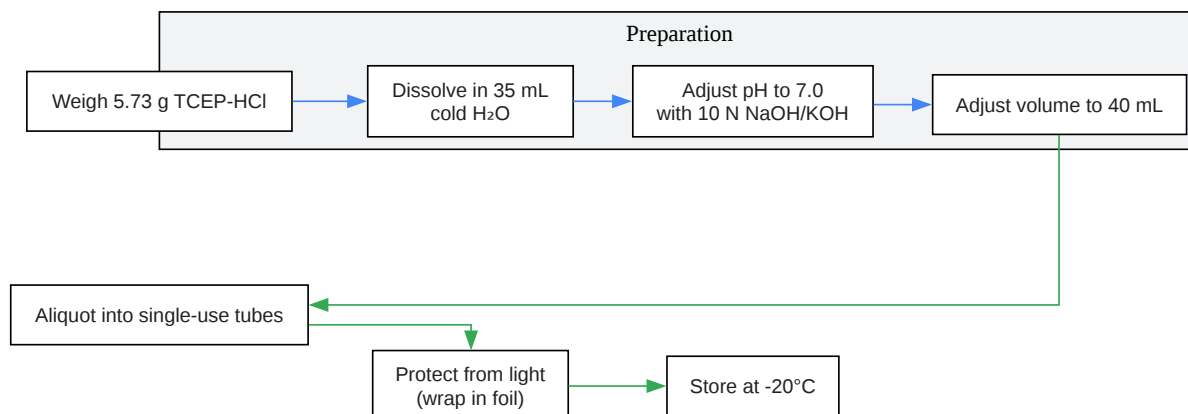 Preparation
Weigh 5.73 g TCEP-HCl
Dissolve in 35 mL
cold H₂O
Adjust pH to 7.0
with 10 N NaOH/KOH
Adjust volume to 40 mL
Aliquot into single-use tubes
Protect from light
(wrap in foil)
Store at -20°C